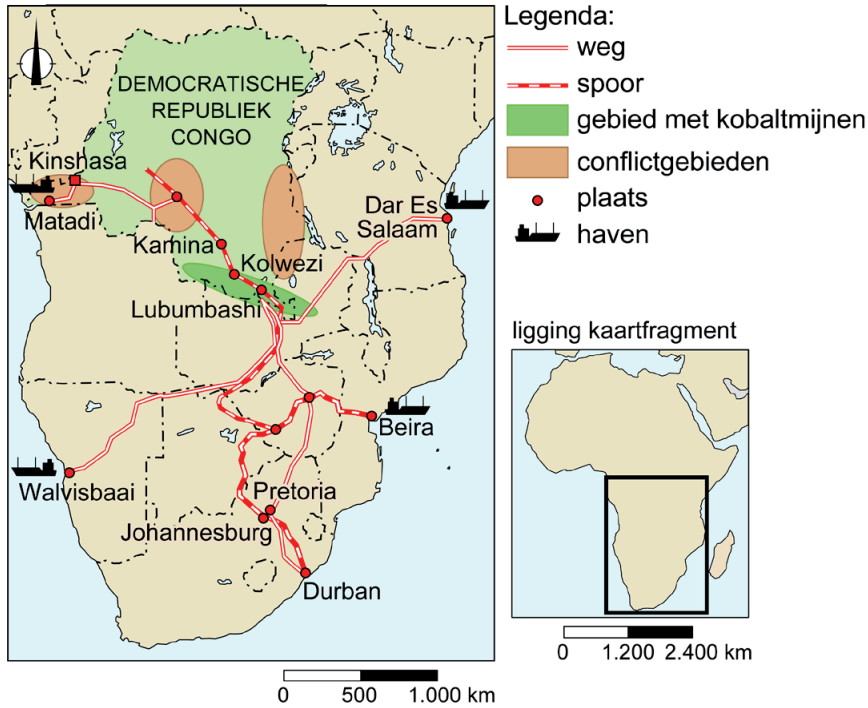 DEMOCRATISCHE
REPUBLIEK
CONGO
Kinshasa
Matadi
Kamina
Kolwezi
Lubumbashi
Dar Es
Salaam
Beira
Walvisbaai
Pretoria
Johannesburg
Durban
0 500 1.000 km
Legenda:
weg
spoor
gebied met kobaltmijnen
conflictgebieden
plaats
haven
ligging kaartfragment
0 1.200 2.400 km